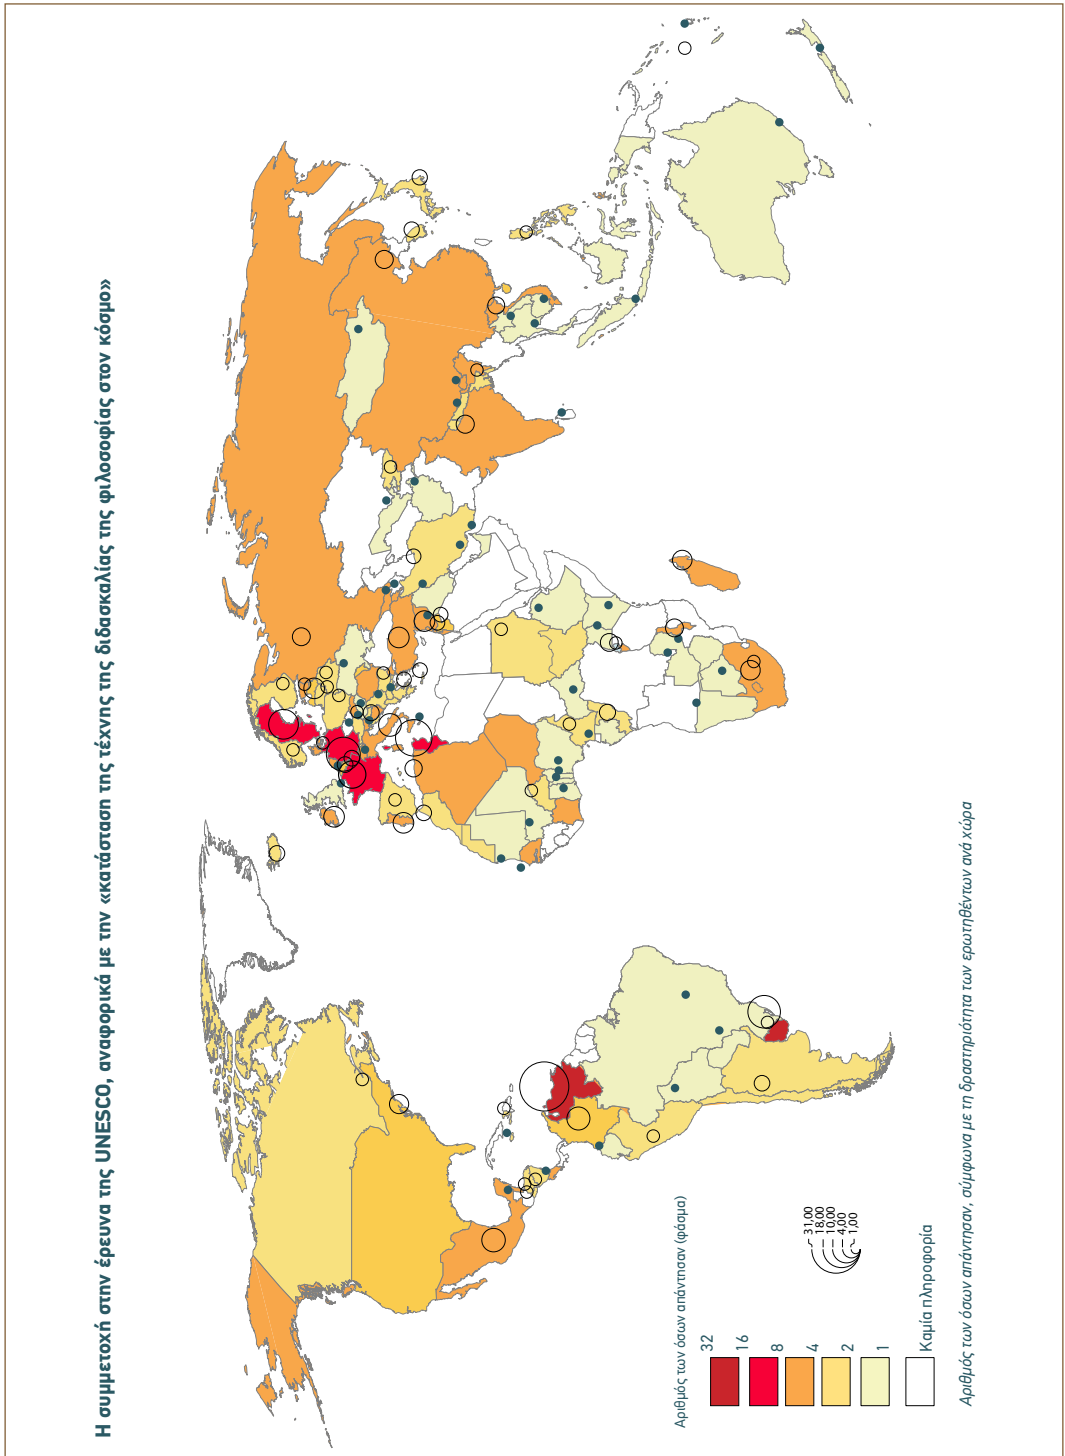 Η συμμετοχή στην έρευνα της UNESCO, αναφορικά με την «κατάσταση της τέχνης της διδασκαλίας της φιλοσοφίας στον κόσμο»
Αριθμός των όσων απάντησαν (φάσμα)
32
16
8
4
2
1
Καμία πληροφορία
31,00
18,00
10,00
4,00
1,00
Αριθμός των όσων απάντησαν, σύμφωνα με τη δραστηριότητα των ερωτηθέντων ανά χώρα